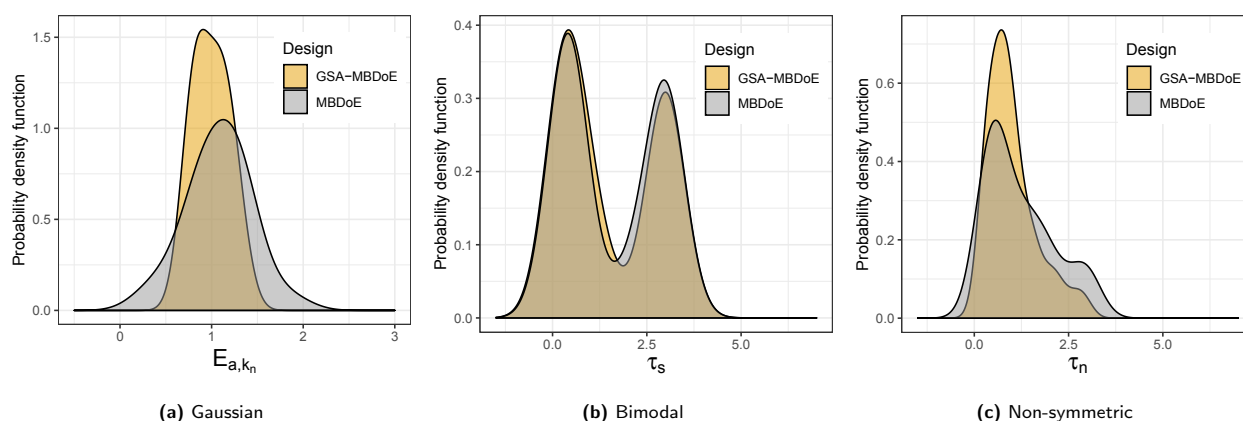 Probability density function
1.5
1.0
0.5
0.0
0
1
2
3
E_{a,k_n}
Design
GSA−MBDoE
MBDoE
(a) Gaussian
Probability density function
0.4
0.3
0.2
0.1
0.0
0.0
2.5
5.0
τ_s
Design
GSA−MBDoE
MBDoE
(b) Bimodal
Probability density function
0.6
0.4
0.2
0.0
0.0
2.5
5.0
τ_n
Design
GSA−MBDoE
MBDoE
(c) Non-symmetric